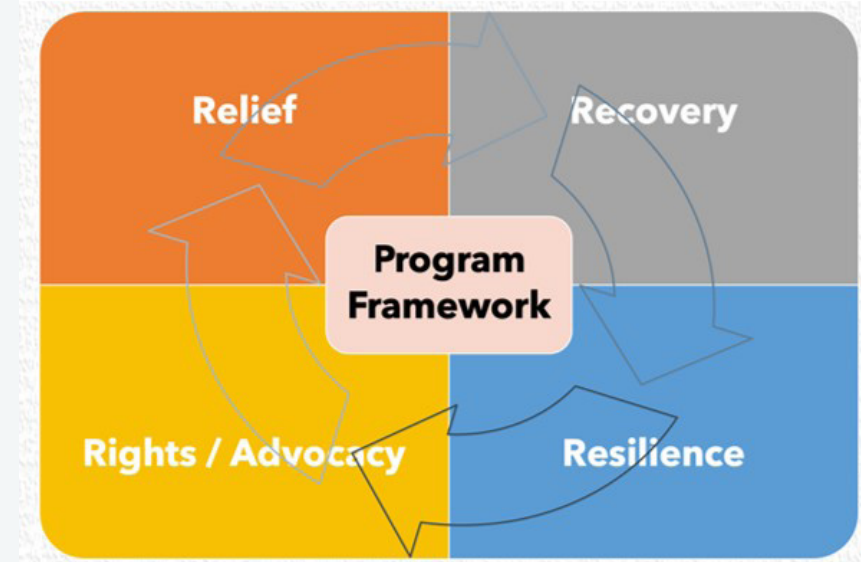 Relief
Recovery
Program
Framework
Rights / Advocacy
Resilience